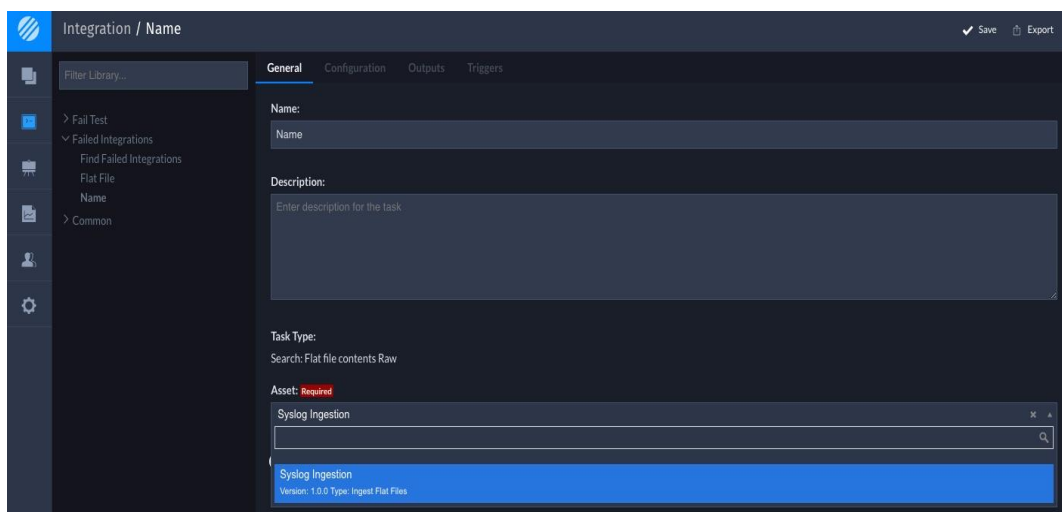 Integration / Name
Save Export
Filter Library...
Fail Test
Failed Integrations
Find Failed Integrations
Flat File
Name
Common
General Configuration Outputs Triggers
Name:
Name
Description:
Enter description for the task
Task Type:
Search: Flat file contents Raw
Asset: Required
Syslog Ingestion
Syslog Ingestion
Version: 1.0.0 Type: Ingest Flat Files